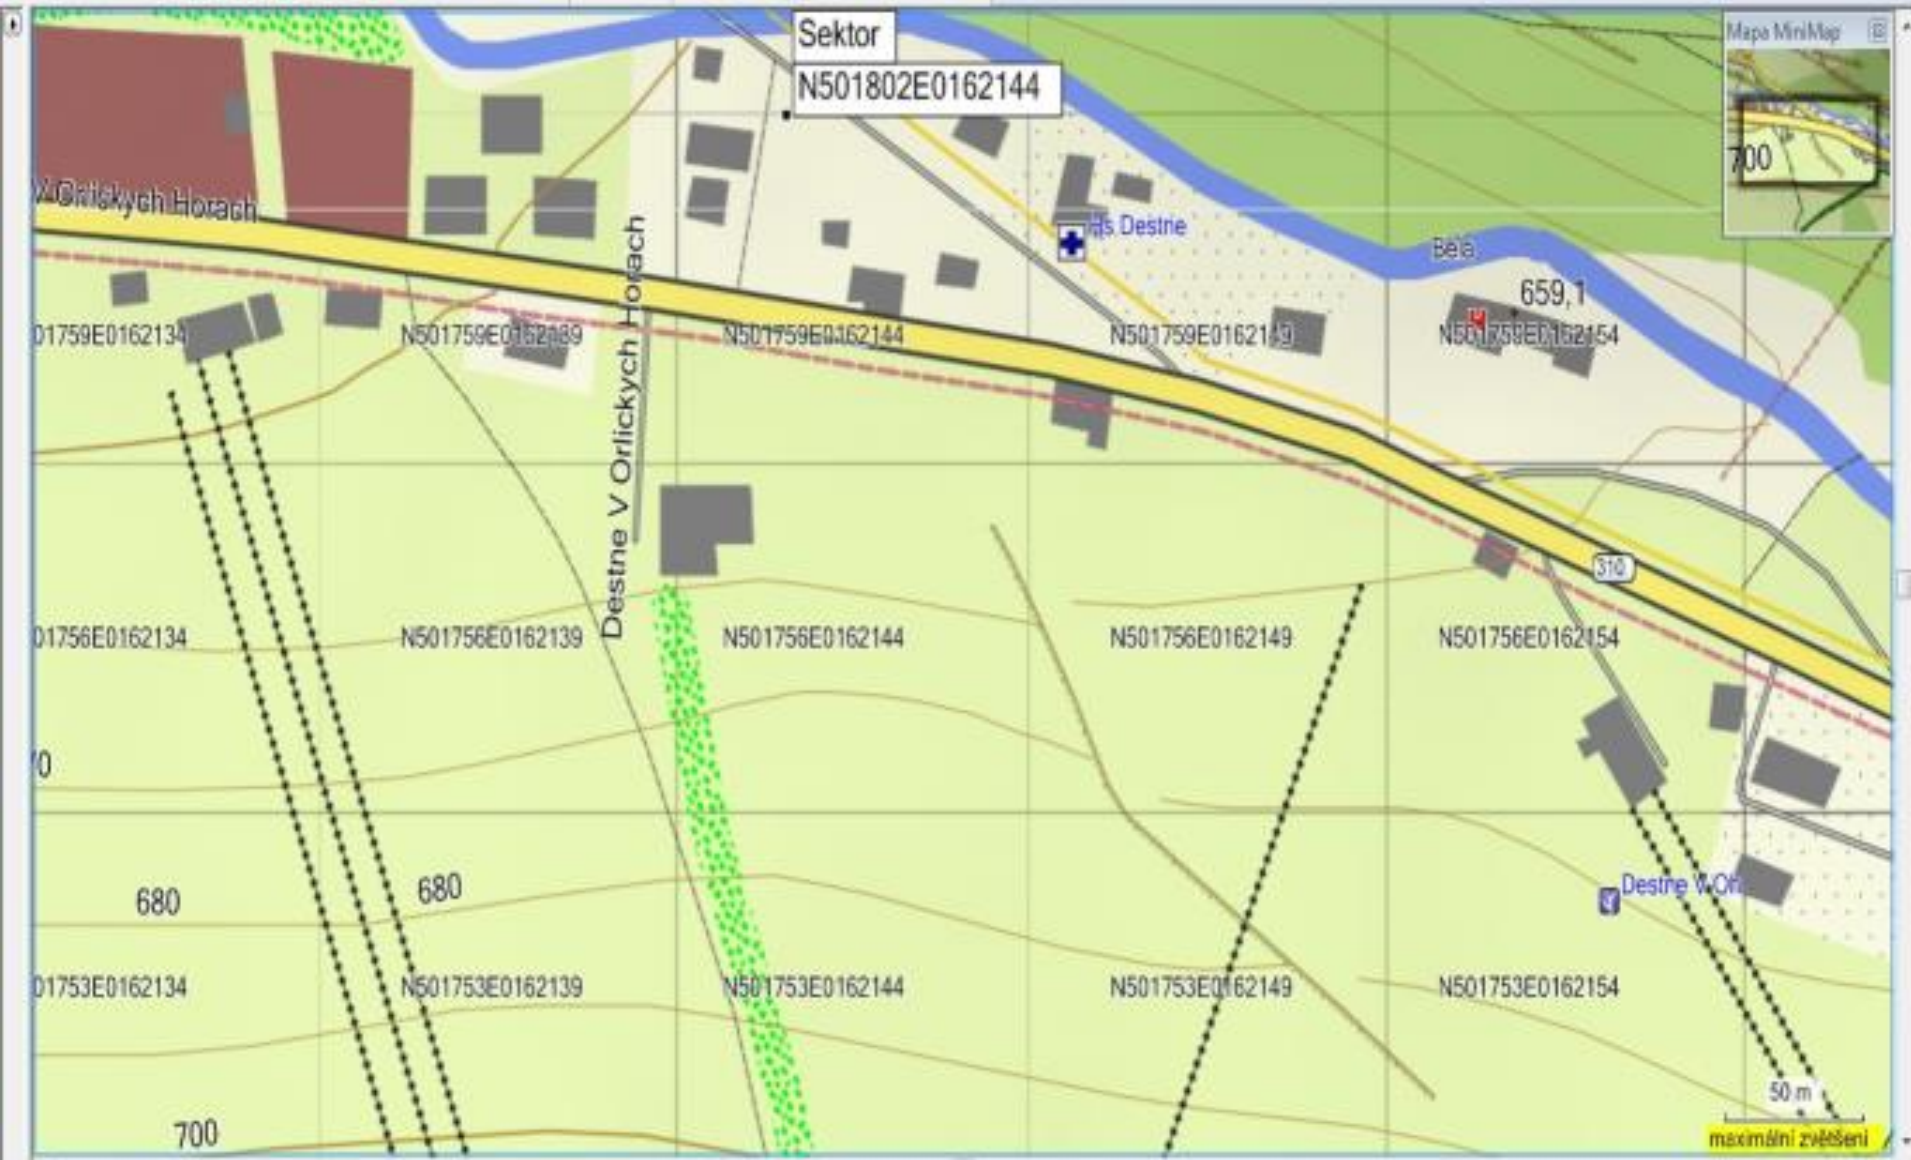 Sektor
N501802E0162144
Mapa MiniMap
700
V Orlickych Horach
Hs Destne
Bela
659,1
Destne V Orlickych Horach
01759E0162134
N501759E0162139
N501759E0162144
N501759E0162149
N501759E0162154
310
01756E0162134
N501756E0162139
N501756E0162144
N501756E0162149
N501756E0162154
0
680
680
Destne V Orl
01753E0162134
N501753E0162139
N501753E0162144
N501753E0162149
N501753E0162154
50 m
700
maximální zvětšení